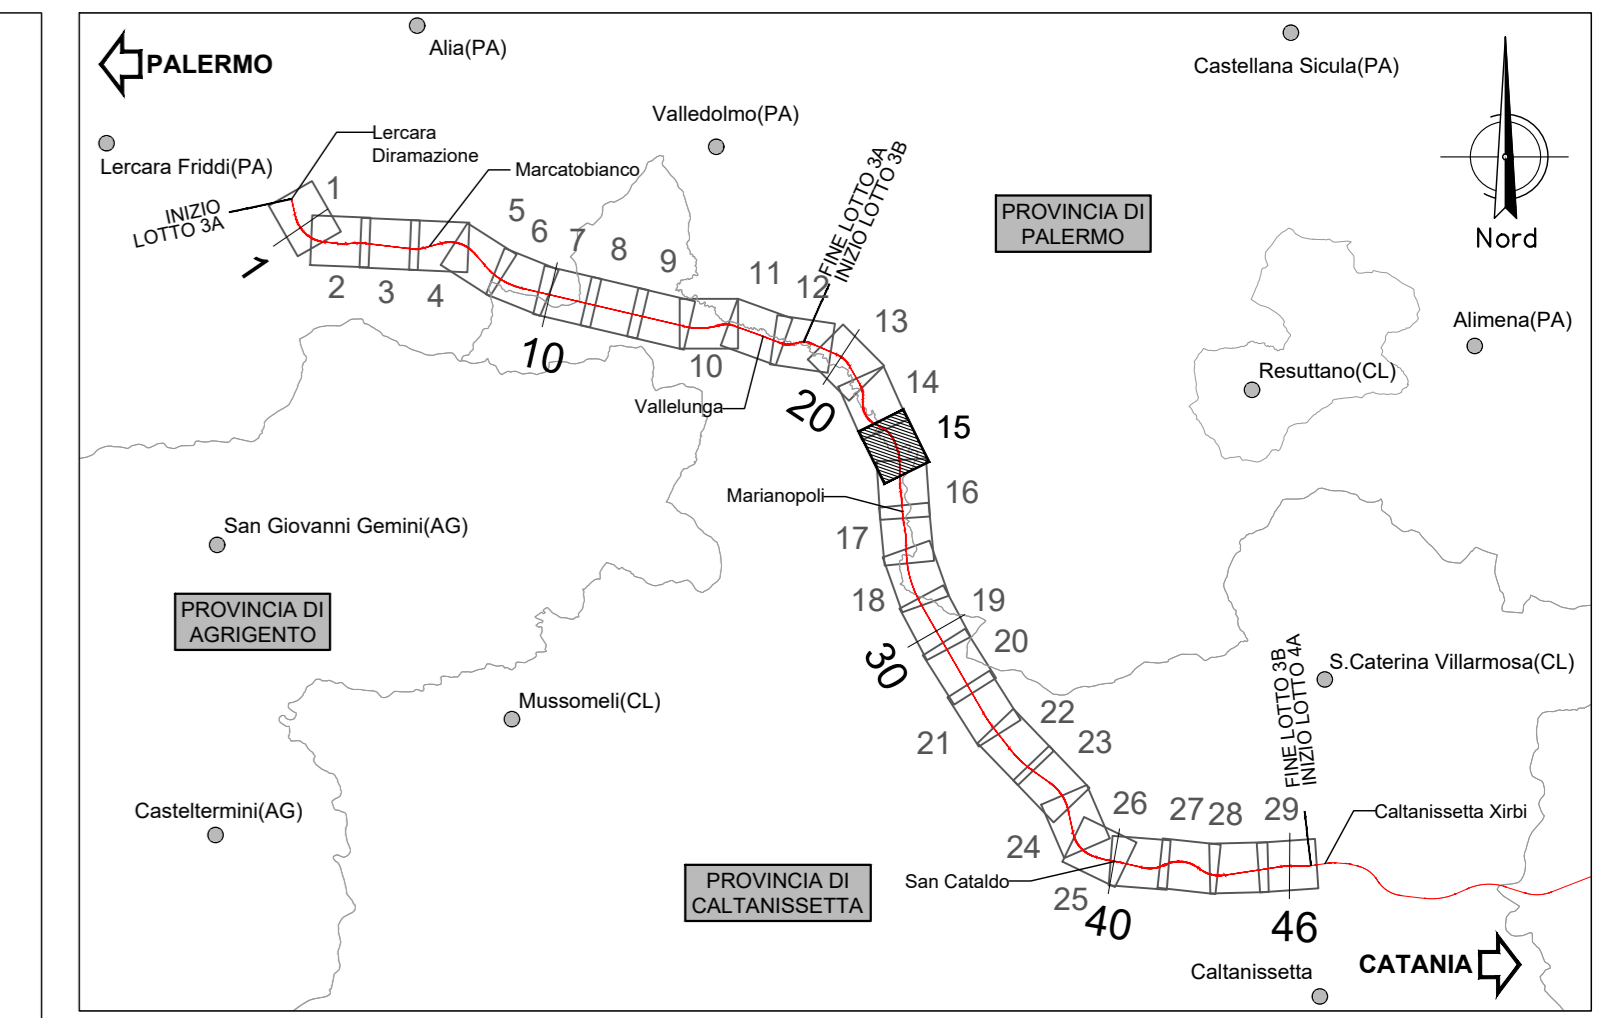 PALERMO
Alia(PA)
Castellana Sicula(PA)
Valledolmo(PA)
Lercara
Diramazione
Lercara Friddi(PA)
Marcatobianco
FINE LOTTO 3A
INIZIO LOTTO 3B
PROVINCIA DI
PALERMO
Nord
INIZIO
LOTTO 3A
1
1
2
3
4
5
6
7
8
9
10
10
11
12
13
14
15
16
17
18
19
20
20
Vallelunga
Alimena(PA)
Resuttano(CL)
Marianopoli
San Giovanni Gemini(AG)
PROVINCIA DI
AGRIGENTO
30
Mussomeli(CL)
S.Caterina Villarmosa(CL)
FINE LOTTO 3B
INIZIO LOTTO 4A
21
22
23
24
25
26
27
28
29
Casteltermini(AG)
Caltanissetta Xirbi
PROVINCIA DI
CALTANISSETTA
San Cataldo
40
46
Caltanissetta
CATANIA